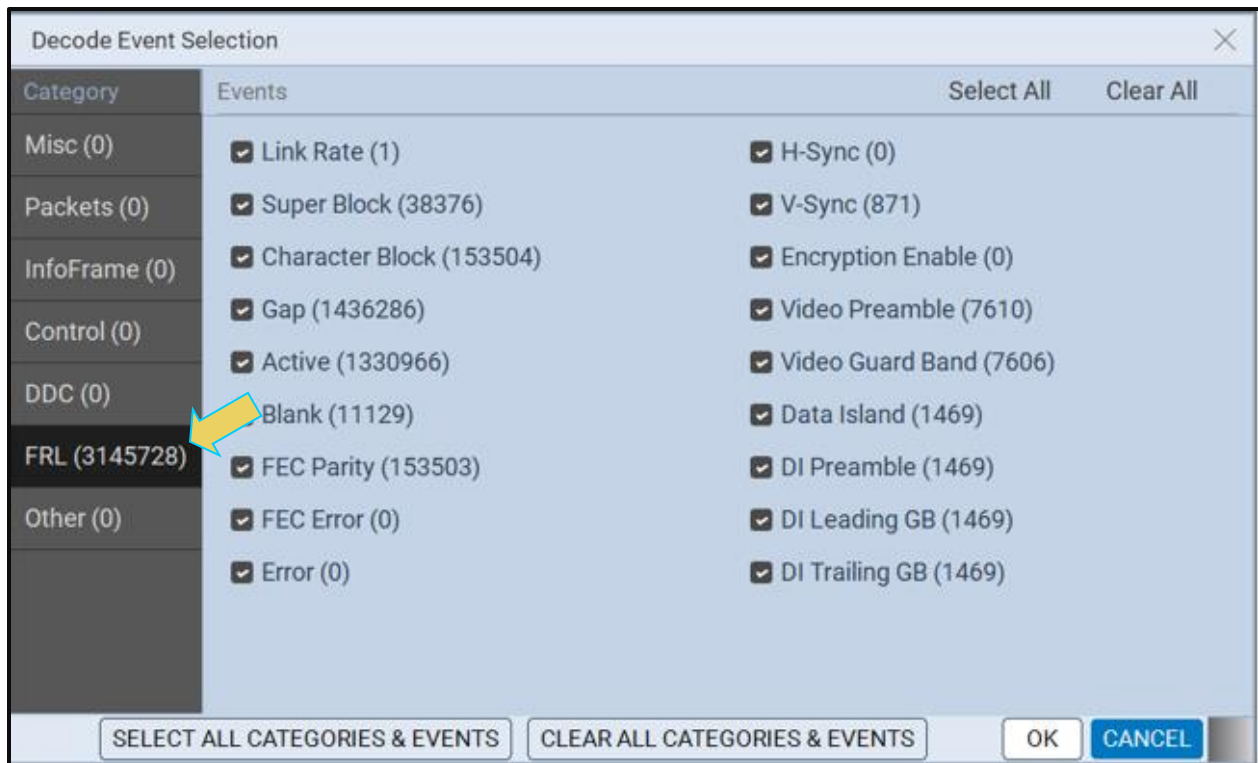 Decode Event Selection
Category
Events
Select All
Clear All
Misc (0)
Packets (0)
InfoFrame (0)
Control (0)
DDC (0)
FRL (3145728)
Other (0)
Link Rate (1)
Super Block (38376)
Character Block (153504)
Gap (1436286)
Active (1330966)
Blank (11129)
FEC Parity (153503)
FEC Error (0)
Error (0)
H-Sync (0)
V-Sync (871)
Encryption Enable (0)
Video Preamble (7610)
Video Guard Band (7606)
Data Island (1469)
DI Preamble (1469)
DI Leading GB (1469)
DI Trailing GB (1469)
SELECT ALL CATEGORIES & EVENTS
CLEAR ALL CATEGORIES & EVENTS
OK
CANCEL